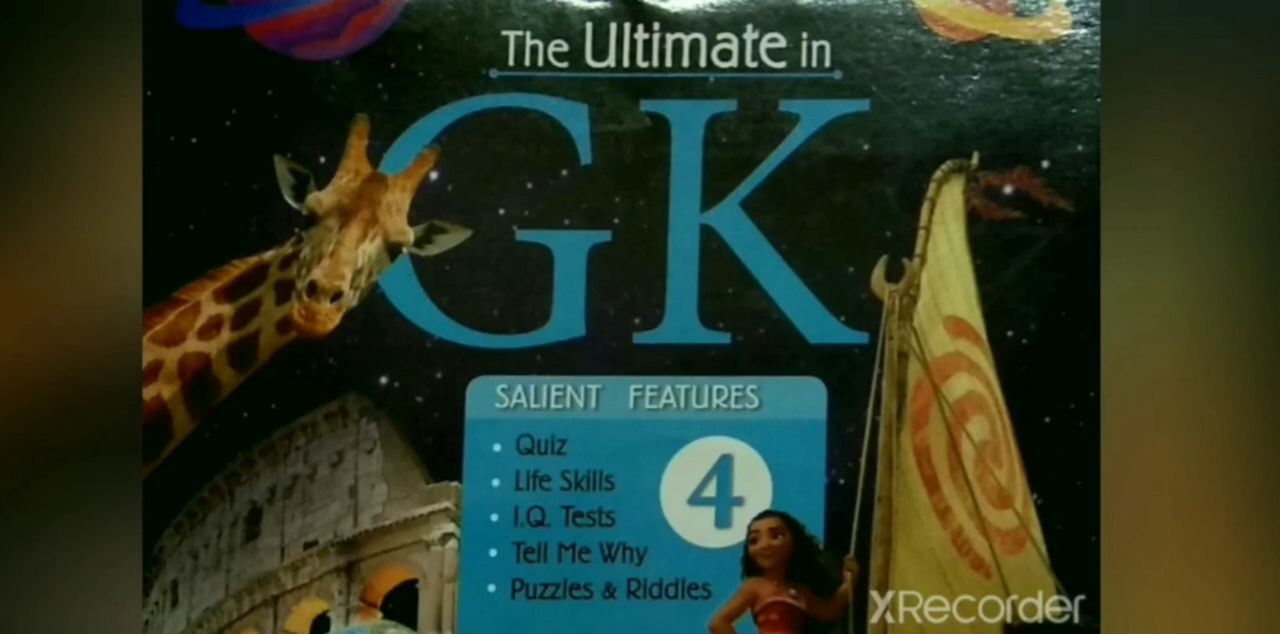 The Ultimate in
GK
SALIENT FEATURES
• Quiz
• Life Skills
• I.Q. Tests
• Tell Me Why
• Puzzles & Riddles
4
XRecorder